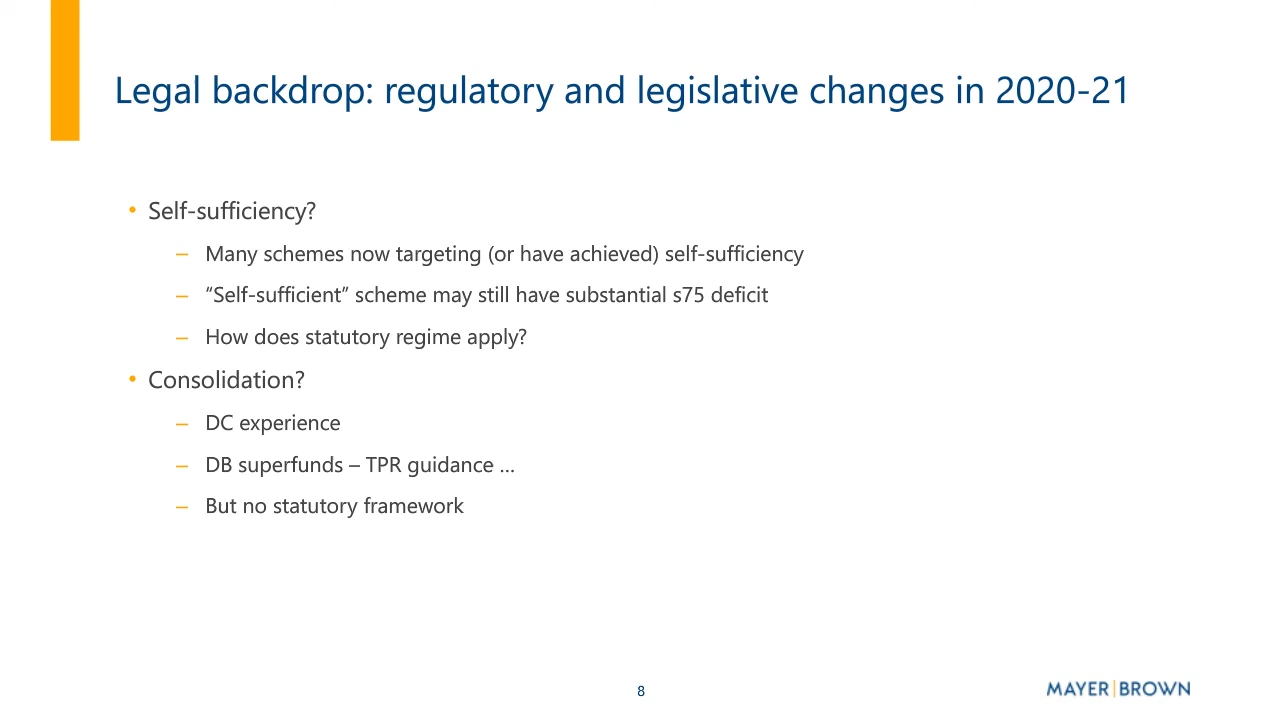 Legal backdrop: regulatory and legislative changes in 2020-21
• Self-sufficiency?
– Many schemes now targeting (or have achieved) self-sufficiency
– “Self-sufficient” scheme may still have substantial s75 deficit
– How does statutory regime apply?
• Consolidation?
– DC experience
– DB superfunds – TPR guidance …
– But no statutory framework
8
MAYER|BROWN